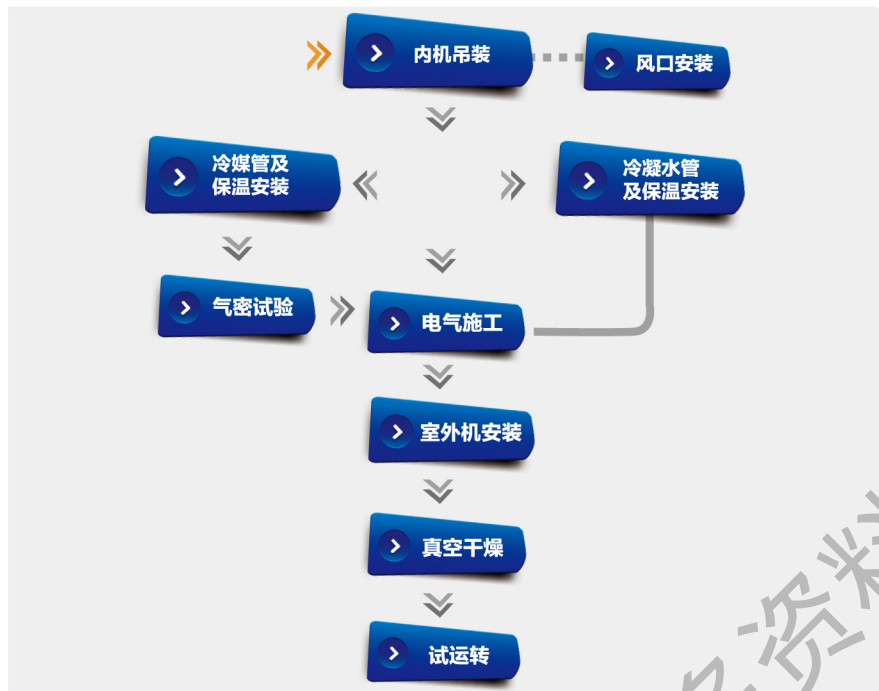 内机吊装
风口安装
冷媒管及
保温安装
冷凝水管
及保温安装
气密试验
电气施工
室外机安装
真空干燥
试运转
资料